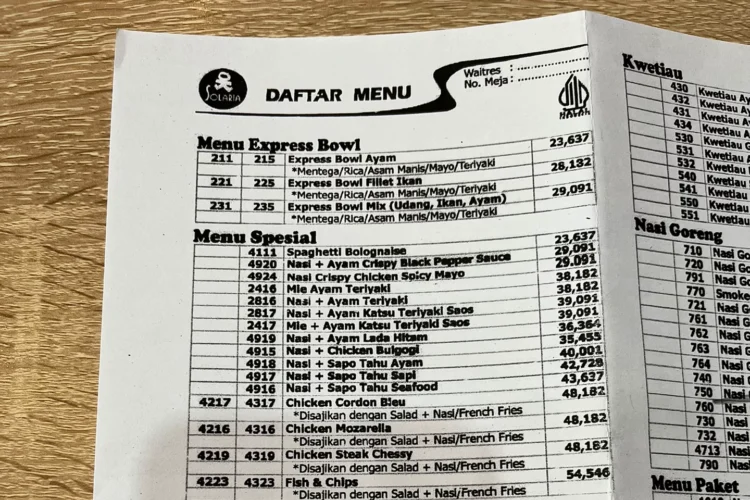 SOLARIA
DAFTAR MENU
Waitres : ..............
No. Meja: ..............
HALAL
Menu Express Bowl
211 215 Express Bowl Ayam 23,637
*Mentega/Rica/Asam Manis/Mayo/Teriyaki
221 225 Express Bowl Fillet Ikan 28,182
*Mentega/Rica/Asam Manis/Mayo/Teriyaki
231 235 Express Bowl Mix (Udang, Ikan, Ayam) 29,091
*Mentega/Rica/Asam Manis/Mayo/Teriyaki
Menu Spesial
4111 Spaghetti Bolognaise 23,637
4920 Nasi + Ayam Crispy Black Pepper Sauce 29,091
4924 Nasi Crispy Chicken Spicy Mayo 29,091
2416 Mie Ayam Teriyaki 38,182
2816 Nasi + Ayam Teriyaki 38,182
2817 Nasi + Ayam Katsu Teriyaki Saos 39,091
2417 Mie + Ayam Katsu Teriyaki Saos 39,091
4919 Nasi + Ayam Lada Hitam 36,364
4915 Nasi + Chicken Bulgogi 35,455
4918 Nasi + Sapo Tahu Ayam 40,001
4917 Nasi + Sapo Tahu Sapi 42,728
4916 Nasi + Sapo Tahu Seafood 43,637
4217 4317 Chicken Cordon Bleu 48,182
*Disajikan dengan Salad + Nasi/French Fries
4216 4316 Chicken Mozarella 48,182
*Disajikan dengan Salad + Nasi/French Fries
4219 4319 Chicken Steak Chessy 48,182
*Disajikan dengan Salad + Nasi/French Fries
4223 4323 Fish & Chips 54,546
*Disajikan dengan Salad + Nasi/French Fries
Kwetiau
430 Kwetiau Ay
432 Kwetiau A
431 Kwetiau A
434 Kwetiau A
530 Kwetiau G
531 Kwetiau
532 Kwetiau
540 Kwetiau
541 Kwetiau
550 Kwetiau
551 Kwetiau
Nasi Goreng
710 Nasi Go
720 Nasi Go
791 Nasi G
770 Smoke
721 Nasi G
761 Nasi G
762 Nasi
763 Nasi
764 Nasi
740 Nasi
750 Nasi
760 Nasi
730 Nasi
732 Nasi
4713 Nasi
790 Nasi
Menu Paket